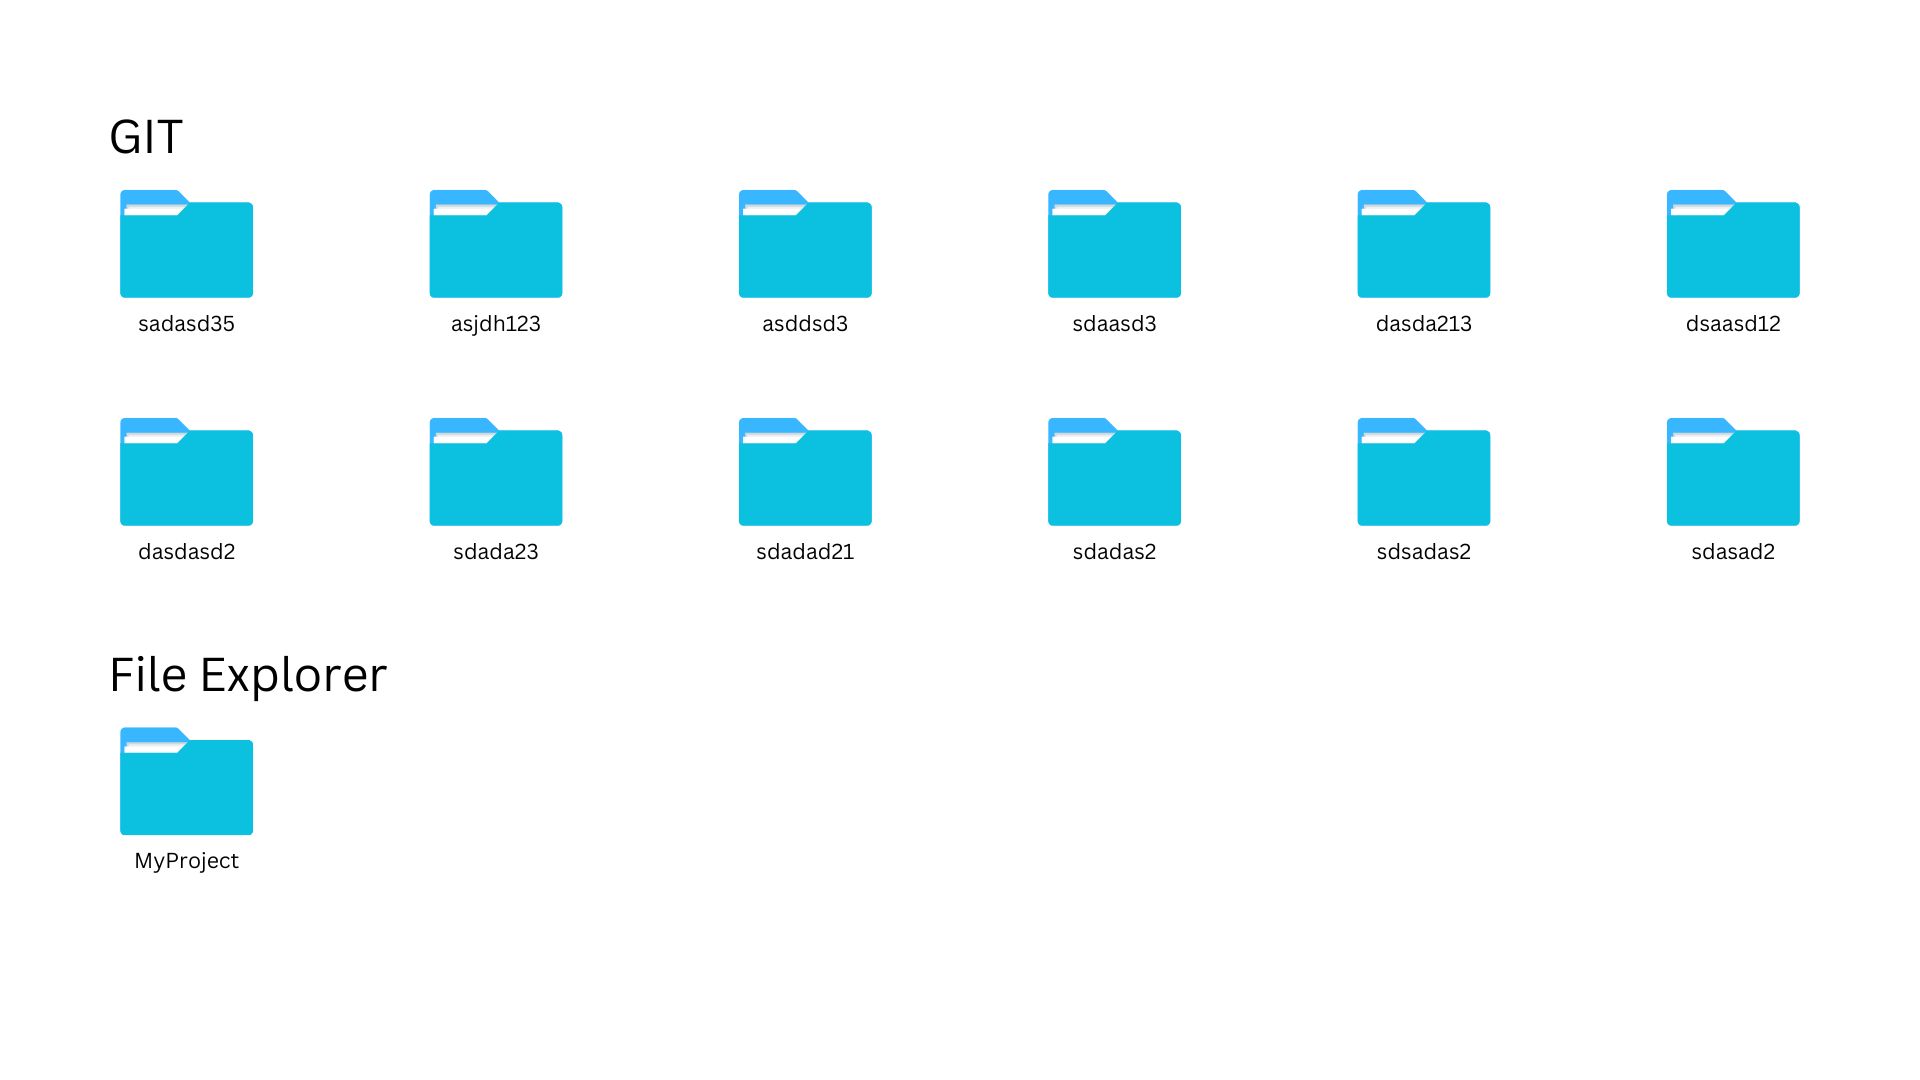 GIT
sadasd35 asjdh123 asddsd3 sdaasd3 dasda213 dsaasd12
dasdasd2 sdada23 sdadad21 sdadas2 sdsadas2 sdasad2
File Explorer
MyProject